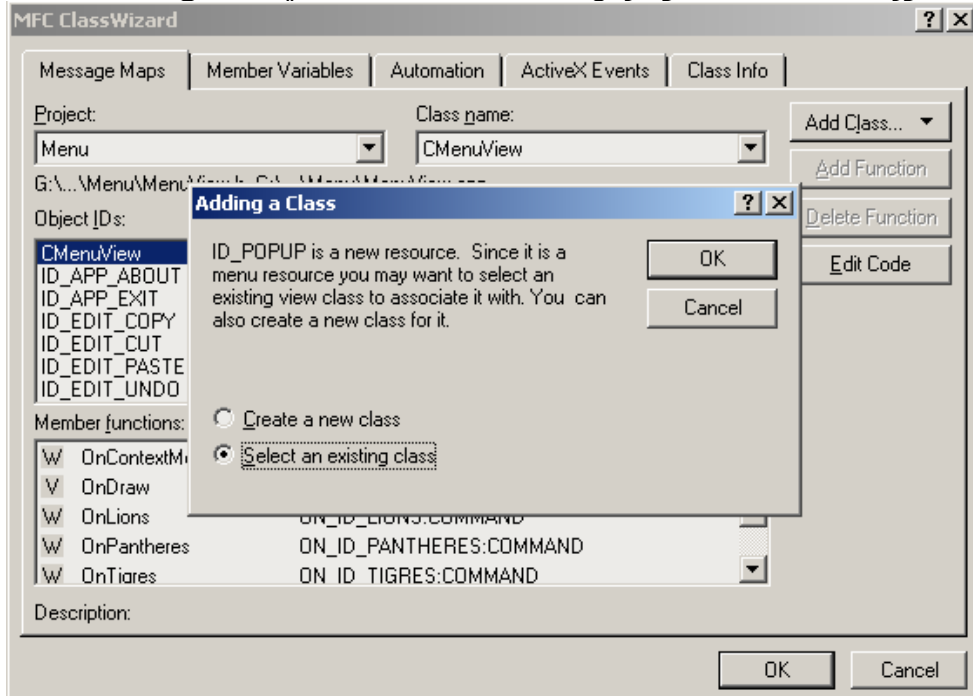 MFC ClassWizard
Message Maps Member Variables Automation ActiveX Events Class Info
Project: Class name:
Menu CMenuView Add Class...
Add Function
G:\...\Menu\
Adding a Class
Object IDs: Delete Function
CMenuView
ID_APP_ABOUT
ID_APP_EXIT
ID_EDIT_COPY
ID_EDIT_CUT
ID_EDIT_PASTE
ID_EDIT_UNDO
Edit Code
ID_POPUP is a new resource. Since it is a
menu resource you may want to select an
existing view class to associate it with. You can
also create a new class for it.
OK
Cancel
Create a new class
Select an existing class
Member functions:
W OnContextM
V OnDraw
W OnLions ON_ID_LIONS:COMMAND
W OnPantheres ON_ID_PANTHERES:COMMAND
W OnTigres ON_ID_TIGRES:COMMAND
Description:
OK Cancel